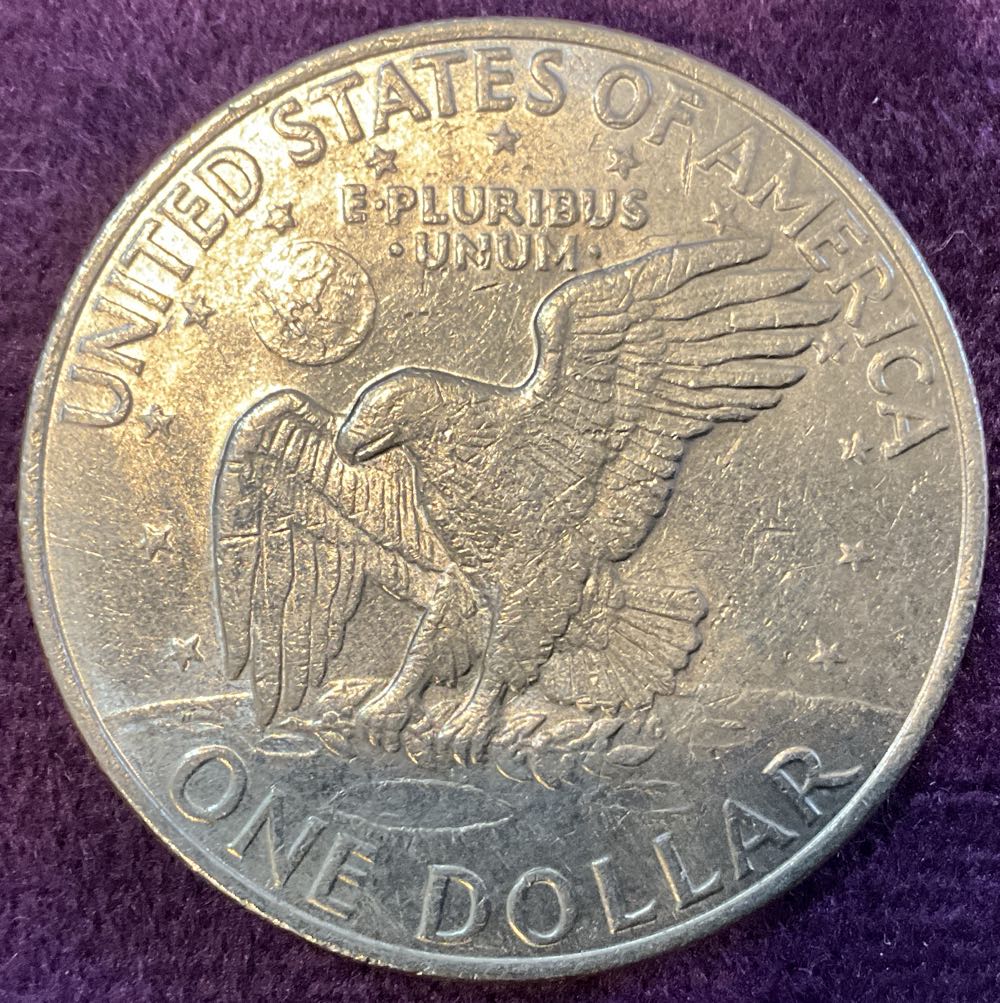 UNITED STATES OF AMERICA
E·PLURIBUS
·UNUM·
ONE DOLLAR